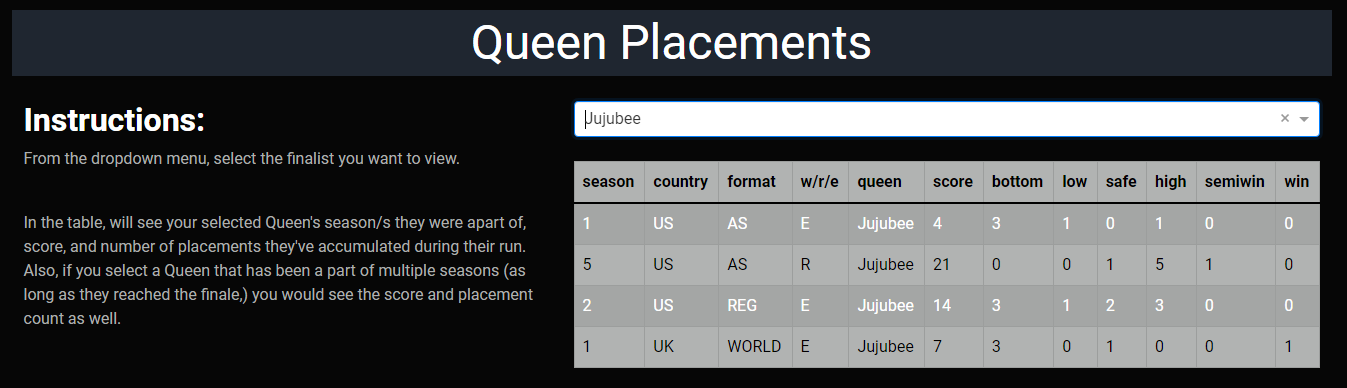 Queen Placements
Instructions:
From the dropdown menu, select the finalist you want to view.
In the table, will see your selected Queen's season/s they were apart of,
score, and number of placements they've accumulated during their run.
Also, if you select a Queen that has been a part of multiple seasons (as
long as they reached the finale,) you would see the score and placement
count as well.
Jujubee × 
season country format w/r/e queen score bottom low safe high semiwin win
1 US AS E Jujubee 4 3 1 0 1 0 0
5 US AS R Jujubee 21 0 0 1 5 1 0
2 US REG E Jujubee 14 3 1 2 3 0 0
1 UK WORLD E Jujubee 7 3 0 1 0 0 1